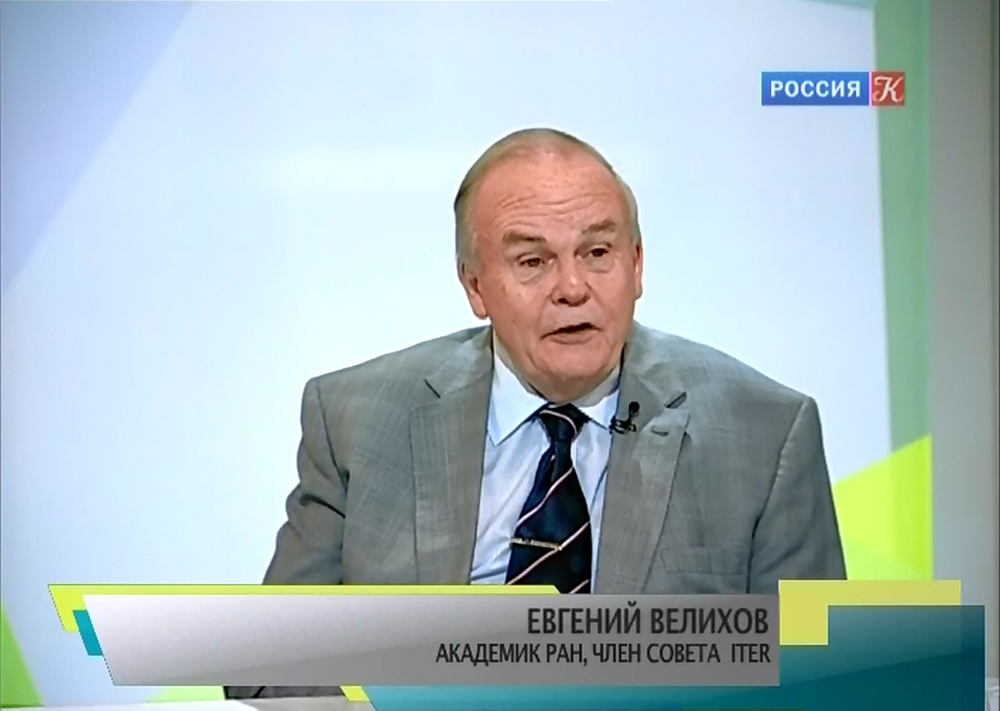 РОССИЯ К
ЕВГЕНИЙ ВЕЛИХОВ
АКАДЕМИК РАН, ЧЛЕН СОВЕТА ITER